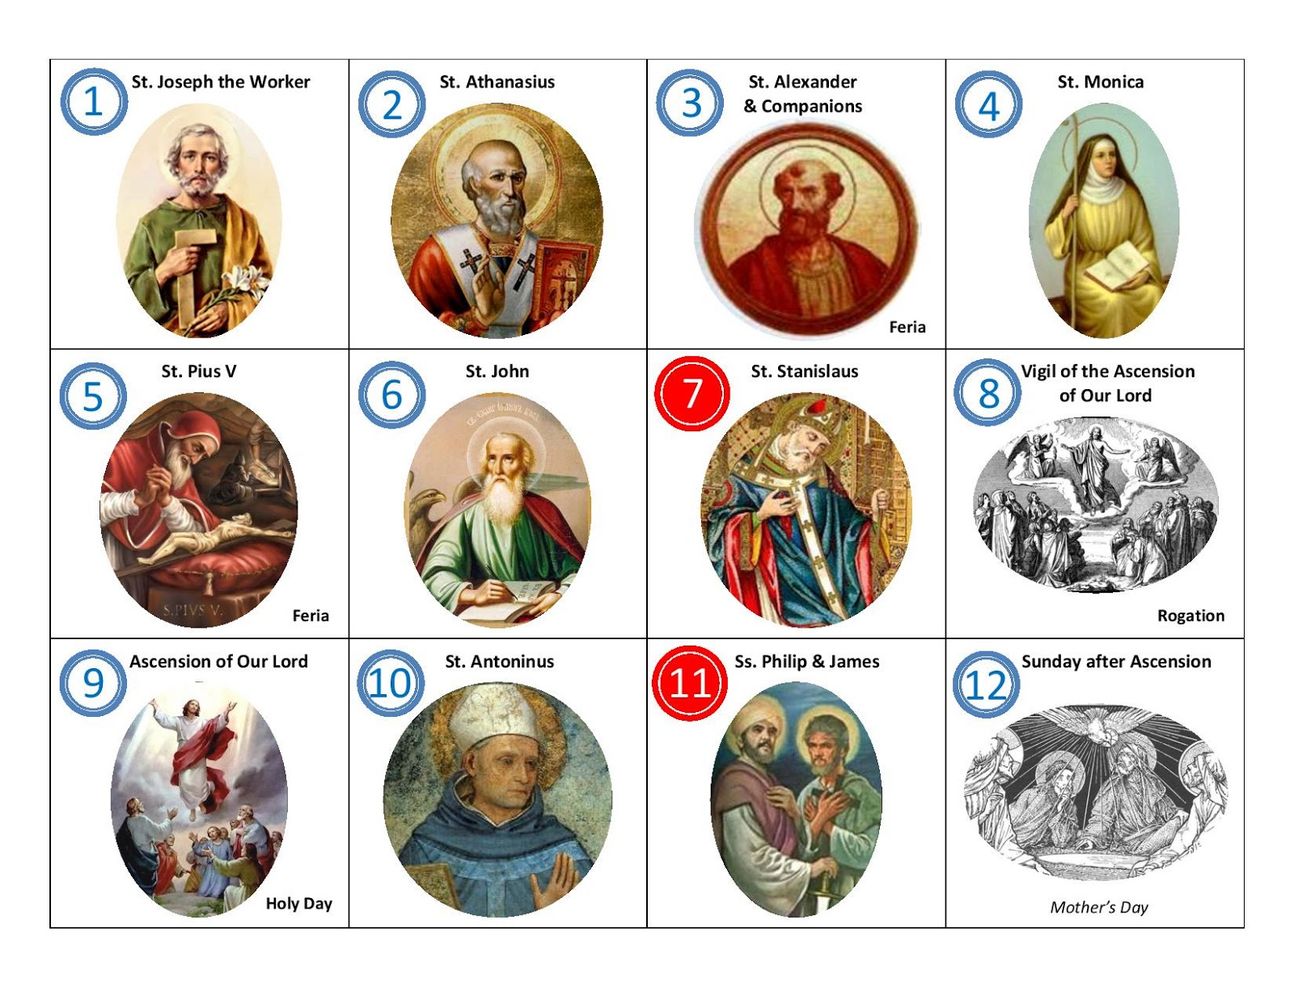 1
St. Joseph the Worker
2
St. Athanasius
3
St. Alexander
& Companions
Feria
4
St. Monica
5
St. Pius V
S.PIVS V.
Feria
6
St. John
7
St. Stanislaus
8
Vigil of the Ascension
of Our Lord
Rogation
9
Ascension of Our Lord
Holy Day
10
St. Antoninus
11
Ss. Philip & James
12
Sunday after Ascension
Mother's Day